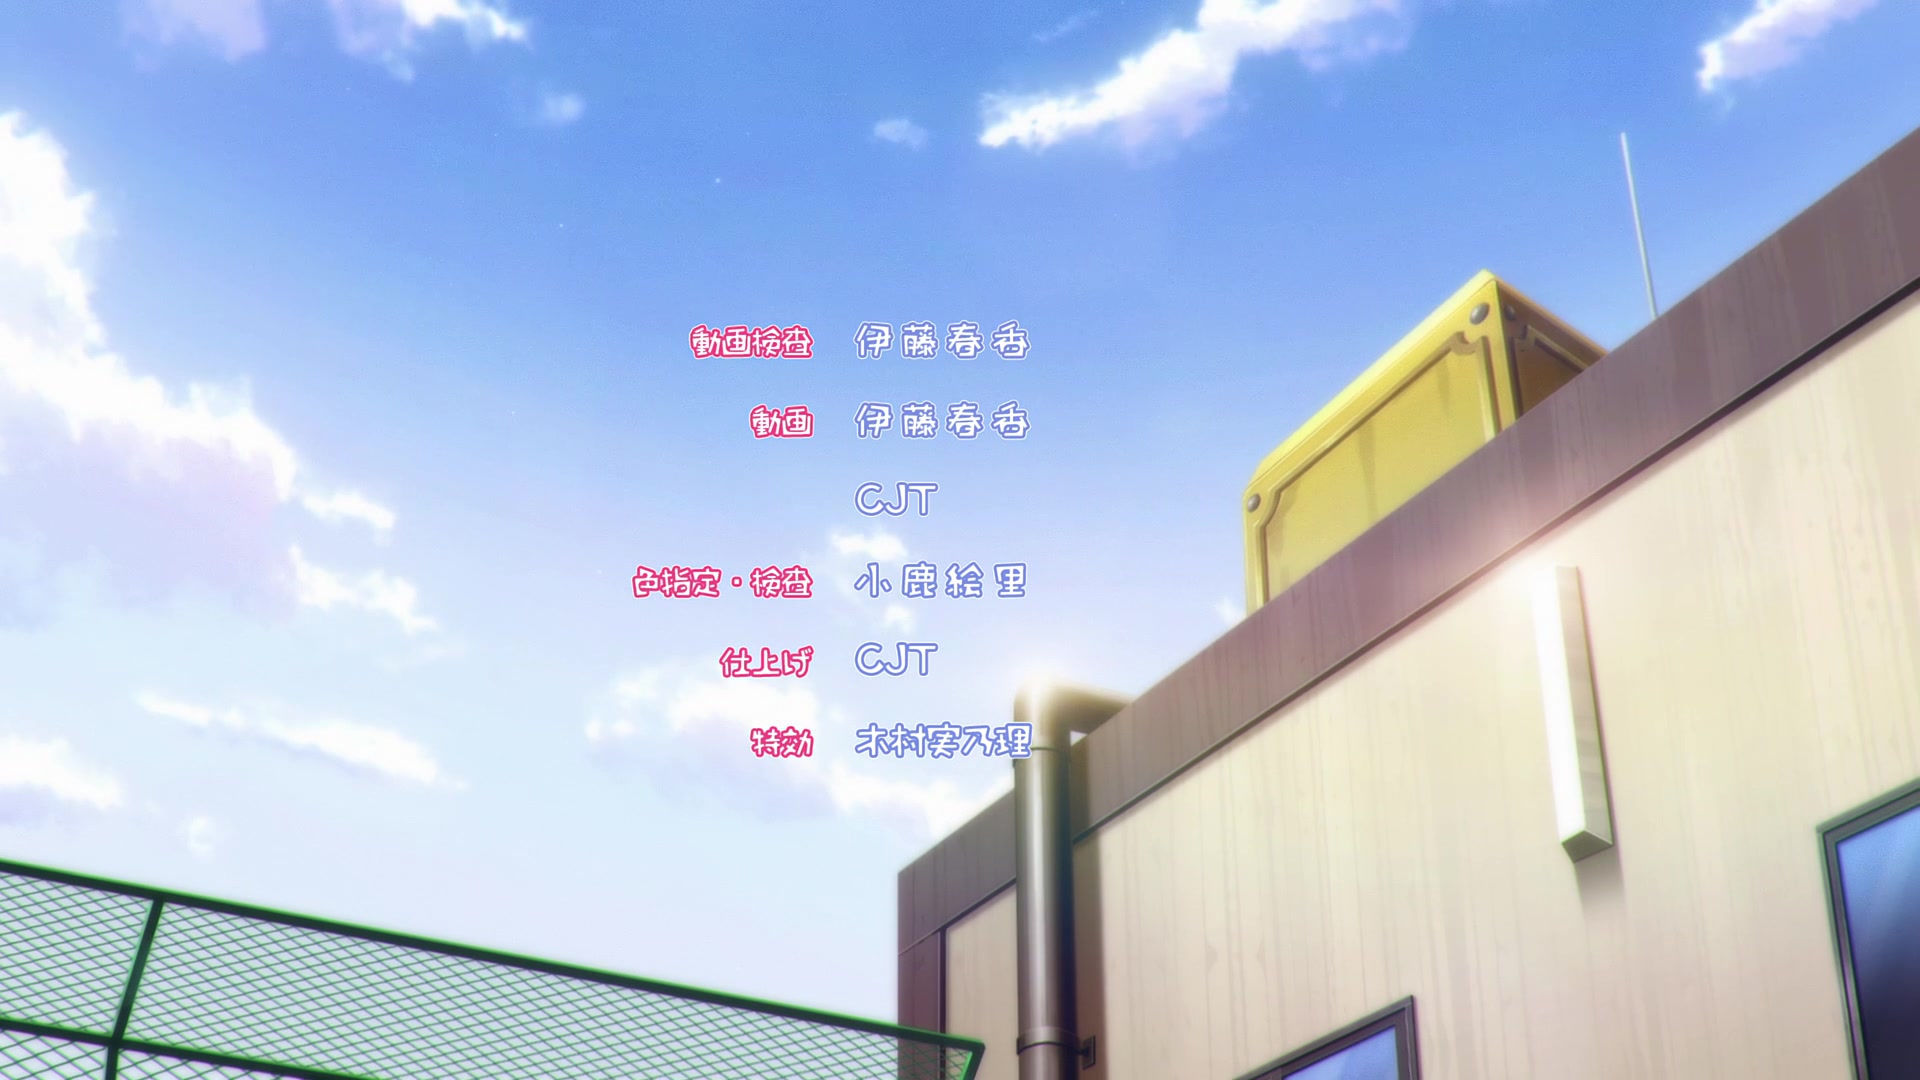 動画検査 伊藤春香
動画 伊藤春香
CJT
色指定・検査 小鹿絵里
仕上げ CJT
特効 木村実乃理